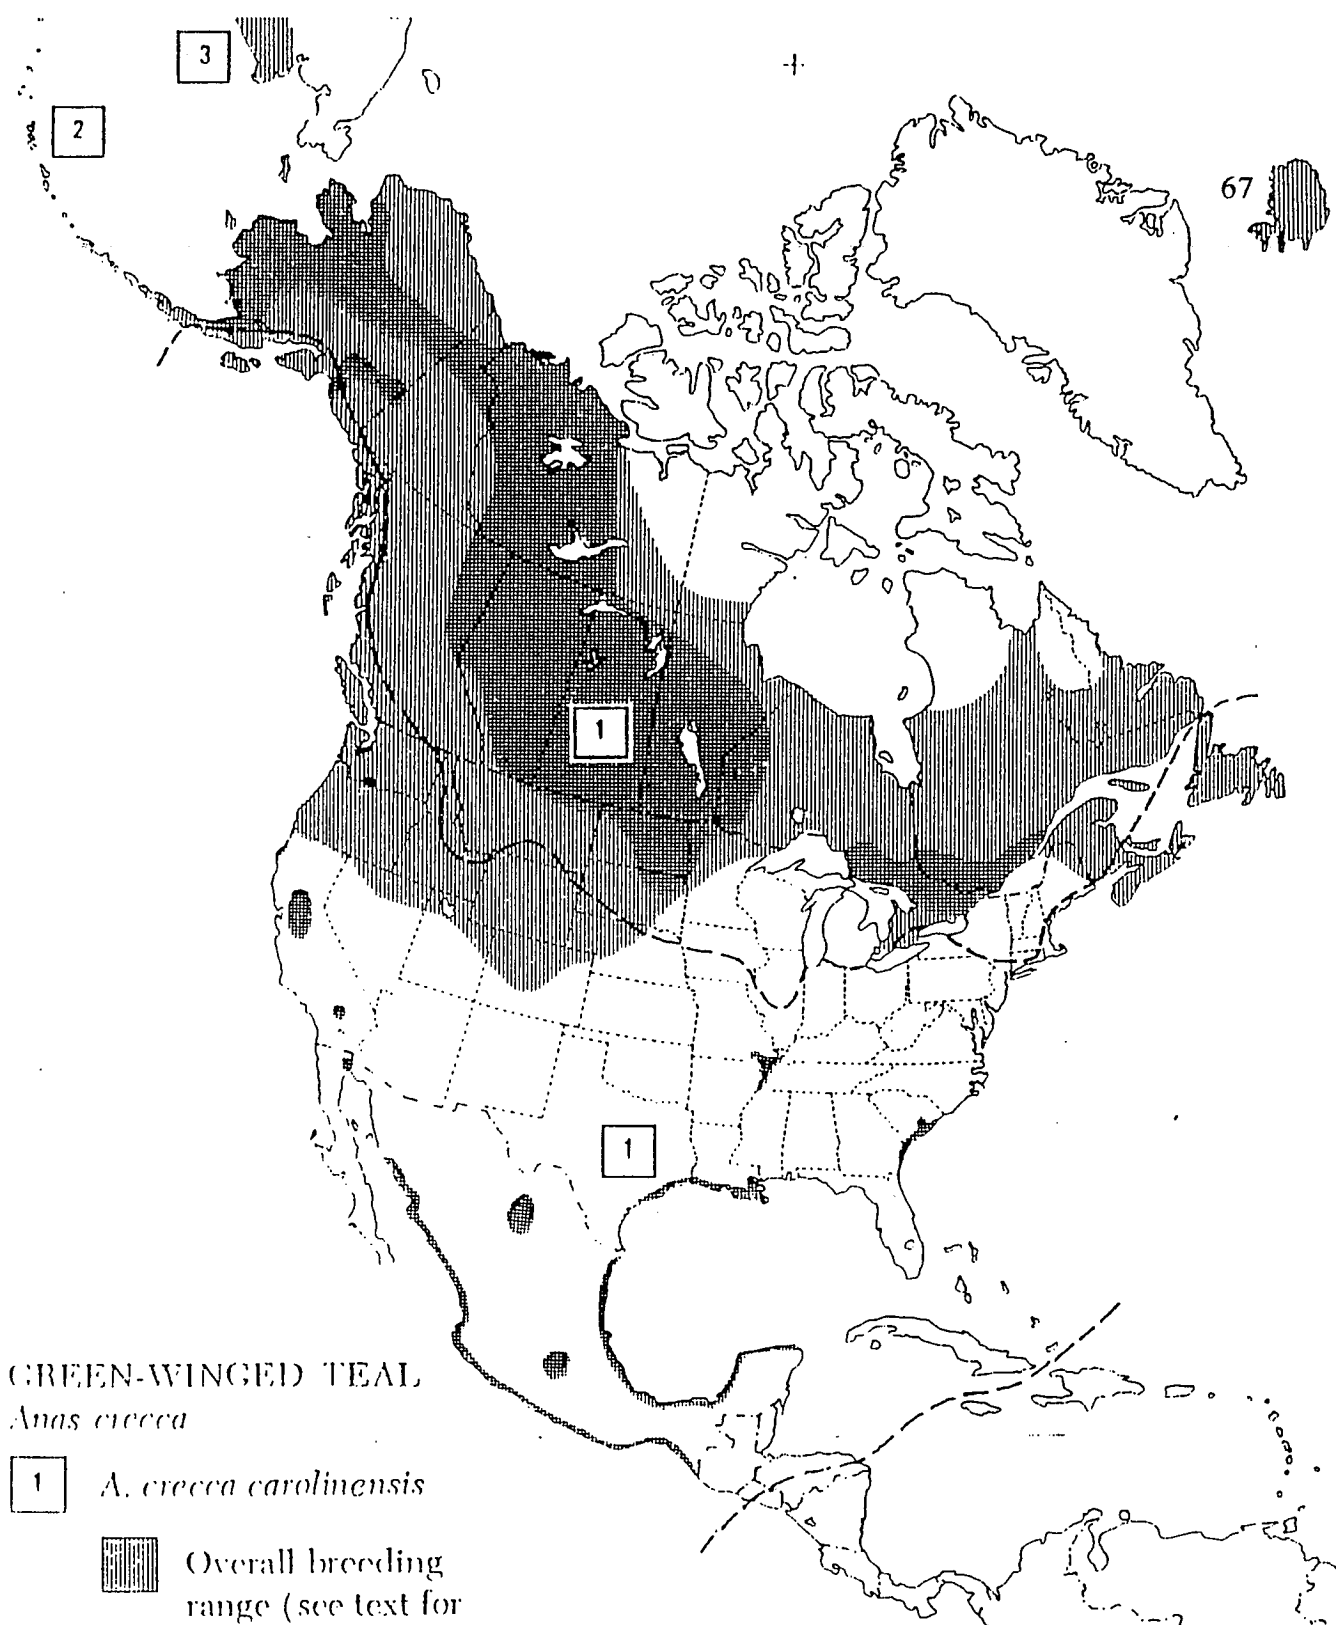 3
2
67
1
1
GREEN-WINGED TEAL
Anas crecca
1 A. crecca carolinensis
Overall breeding
range (see text for